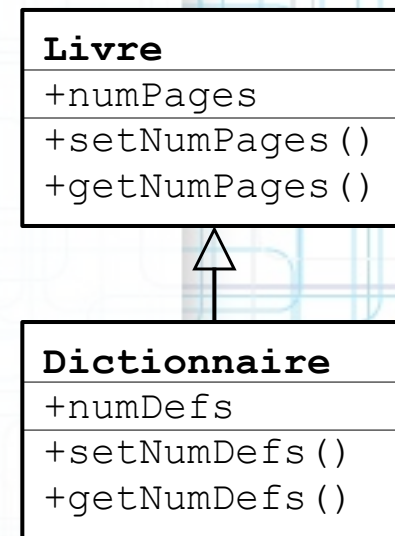 Livre
+numPages
+setNumPages()
+getNumPages()
Dictionnaire
+numDefs
+setNumDefs()
+getNumDefs()